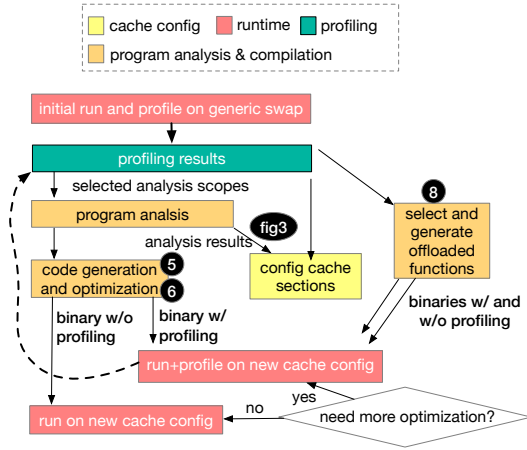 cache config
runtime
profiling
program analysis & compilation
initial run and profile on generic swap
profiling results
selected analysis scopes
8
program analsis
select and
generate
offloaded
functions
fig3
analysis results
5
code generation
and optimization
6
config cache
sections
binary w/o
profiling
binary w/
profiling
binaries w/ and
w/o profiling
run+profile on new cache config
yes
no
need more optimization?
run on new cache config